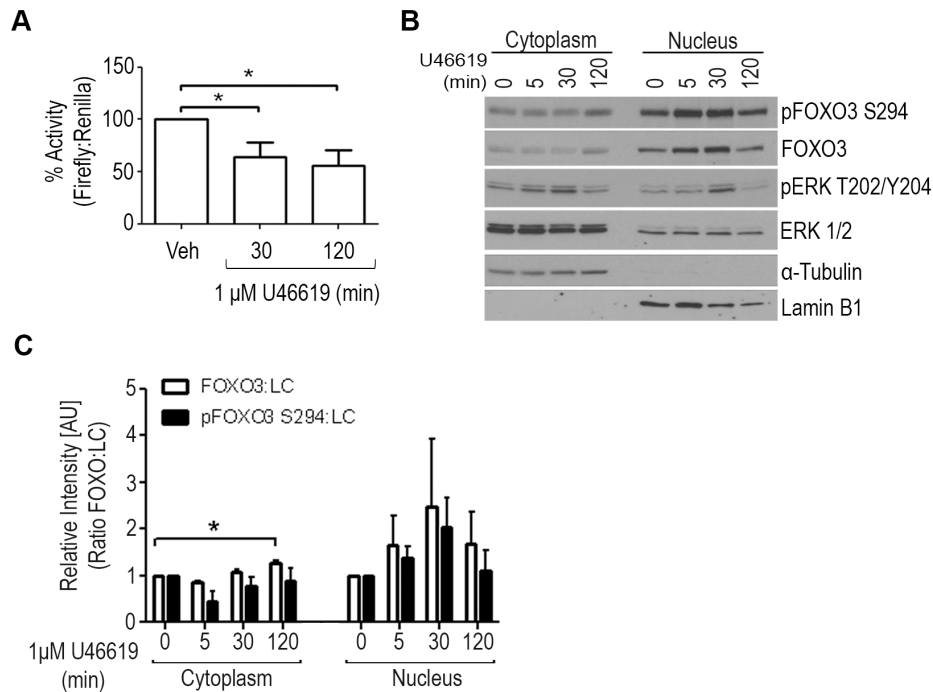 A
150
100
50
0
% Activity
(Firefly:Renilla)
*
*
Veh
30
120
1 µM U46619 (min)
B
Cytoplasm
Nucleus
U46619
(min)
0 5 30 120
0 5 30 120
pFOXO3 S294
FOXO3
pERK T202/Y204
ERK 1/2
α-Tubulin
Lamin B1
C
5
4
3
2
1
0
Relative Intensity [AU]
(Ratio FOXO:LC)
FOXO3:LC
pFOXO3 S294:LC
*
0 5 30 120
0 5 30 120
1µM U46619
(min)
Cytoplasm
Nucleus